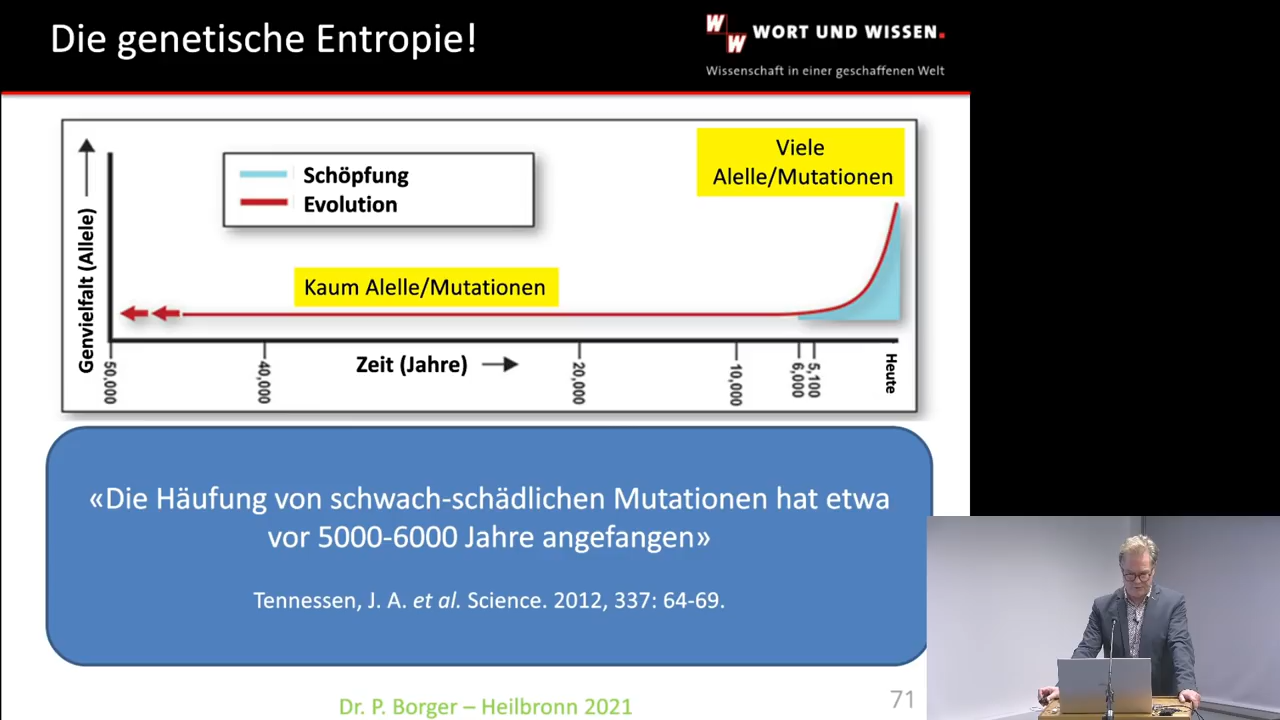 Die genetische Entropie!
W
W
WORT UND WISSEN.
Wissenschaft in einer geschaffenen Welt
Viele
Alelle/Mutationen
Schöpfung
Evolution
Genvielfalt (Allele)
Kaum Alelle/Mutationen
Zeit (Jahre)
50,000
40,000
20,000
10,000
6,000
5,100
Heute
«Die Häufung von schwach-schädlichen Mutationen hat etwa
vor 5000-6000 Jahre angefangen»
Tennessen, J. A. et al. Science. 2012, 337: 64-69.
Dr. P. Borger – Heilbronn 2021
71